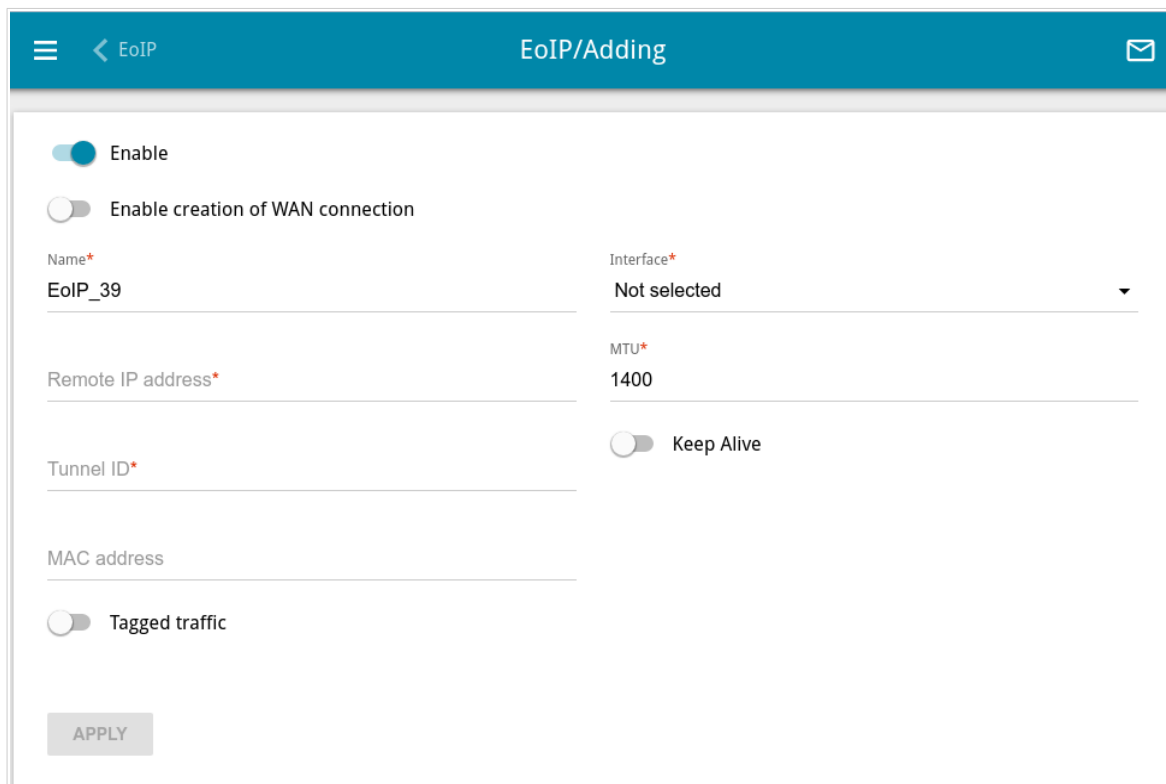 EoIP
EoIP/Adding
Enable
Enable creation of WAN connection
Name*
EoIP_39
Interface*
Not selected
Remote IP address*
MTU*
1400
Tunnel ID*
Keep Alive
MAC address
Tagged traffic
APPLY